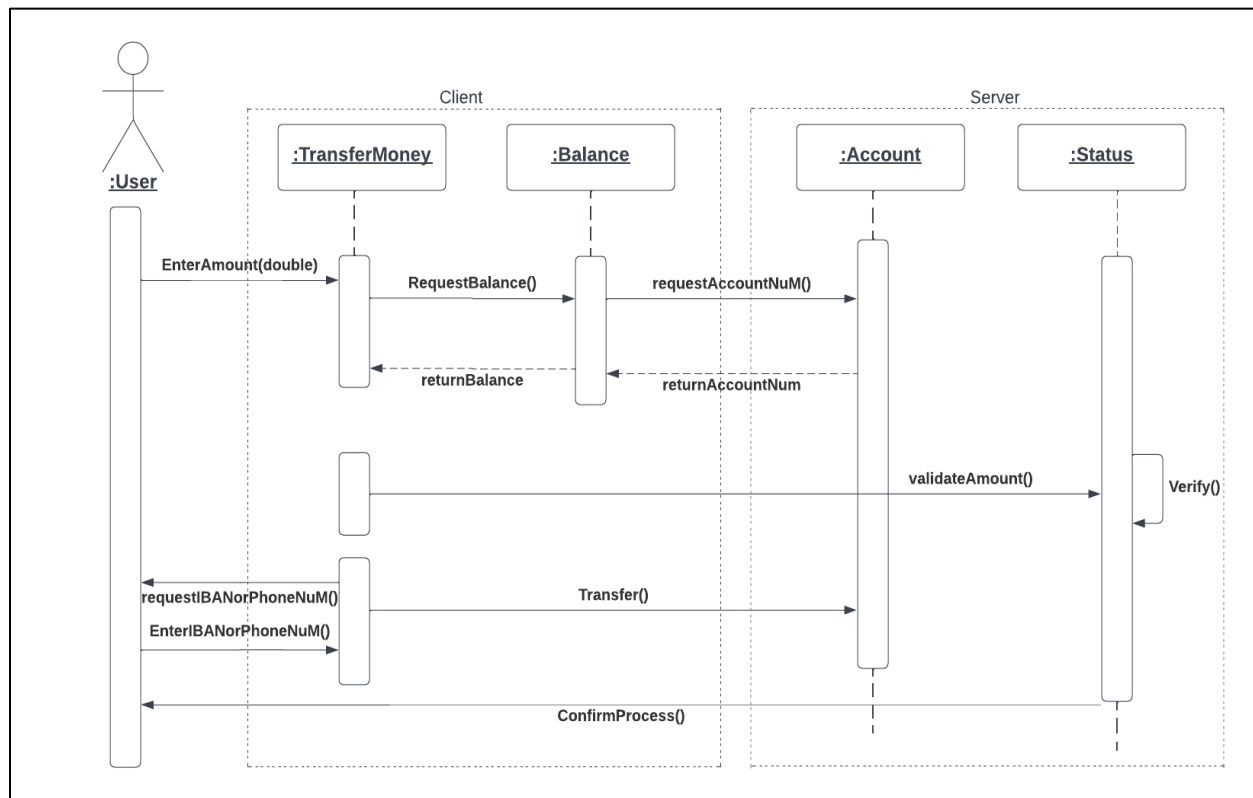 Client
Server
:TransferMoney
:Balance
:Account
:Status
:User
EnterAmount(double)
RequestBalance()
requestAccountNuM()
returnBalance
returnAccountNum
validateAmount()
Verify()
requestIBANorPhoneNuM()
Transfer()
EnterIBANorPhoneNuM()
ConfirmProcess()